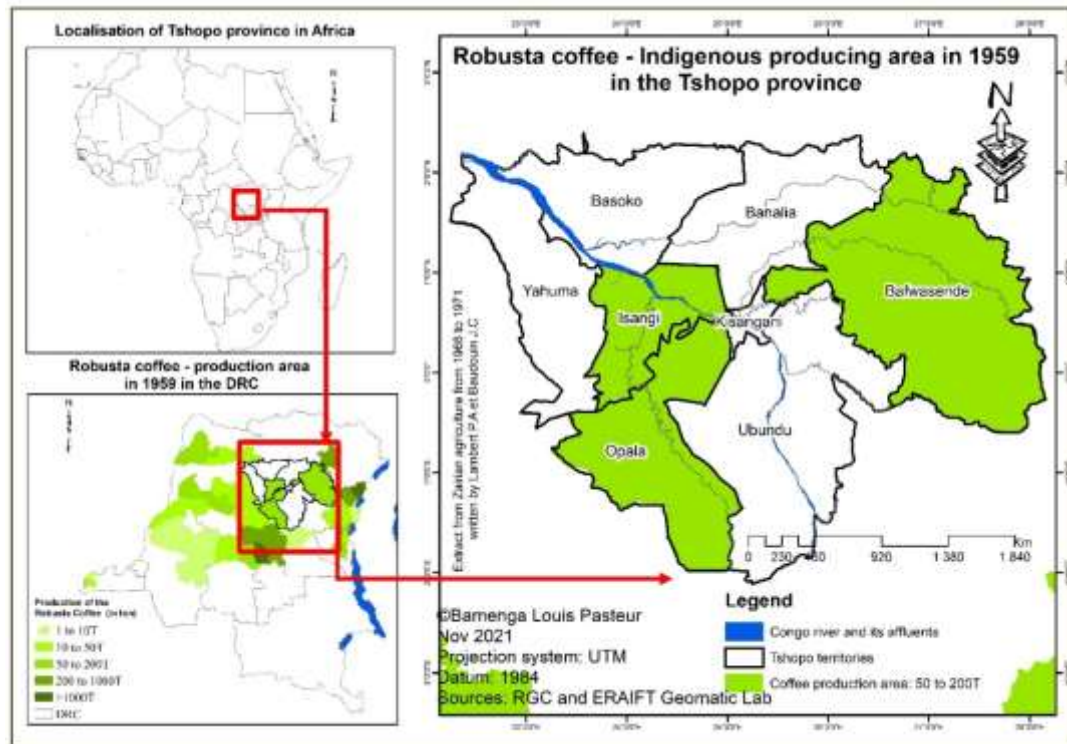 Localisation of Tshopo province in Africa
N
Robusta coffee - production area
in 1959 in the DRC
Production of the
Robusta Coffee
1 to 10T
10 to 50T
50 to 200T
200 to 1000T
>1000T
DRC
Robusta coffee - Indigenous producing area in 1959
in the Tshopo province
N
Basoko
Banalia
Yahuma
Isangi
Kisangani
Bafwasende
Opala
Ubundu
Extract from Zairian agriculture from 1966 to 1971
written by Lambert P.A et Baudouin J.C
Km
0 230 460 920 1 380 1 840
©Bamenga Louis Pasteur
Nov 2021
Projection system: UTM
Datum: 1984
Sources: RGC and ERAIFT Geomatic Lab
Legend
Congo river and its affluents
Tshopo territories
Coffee production area: 50 to 200T